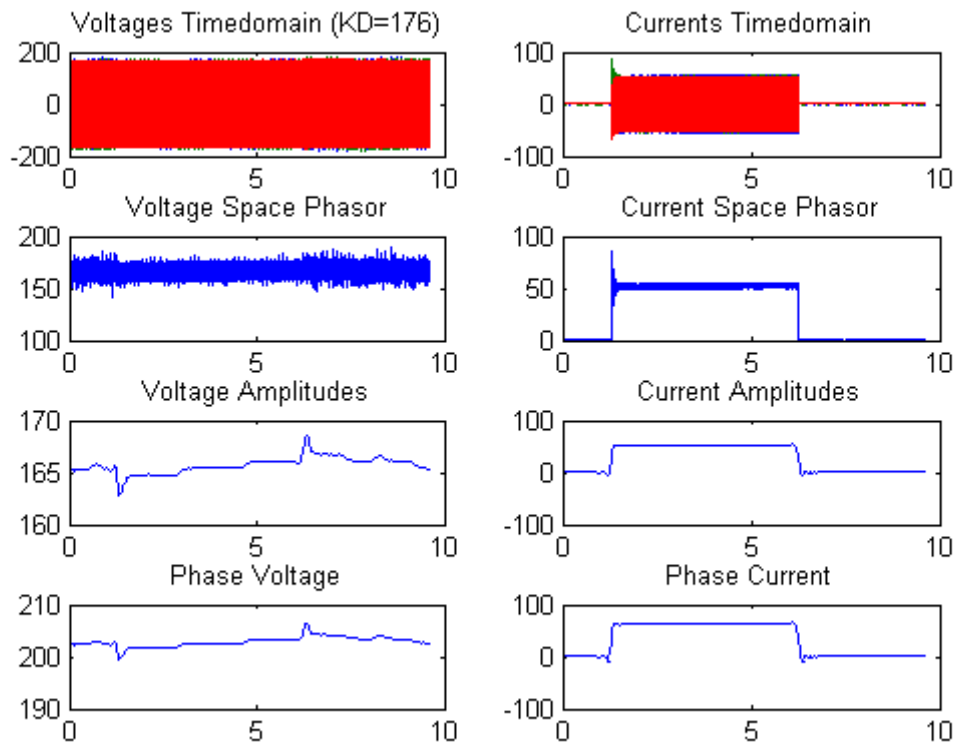 Voltages Timedomain (KD=176)
200
0
-200
0 5 10
Currents Timedomain
100
0
-100
0 5 10
Voltage Space Phasor
200
150
100
0 5 10
Current Space Phasor
100
50
0
0 5 10
Voltage Amplitudes
170
165
160
0 5 10
Current Amplitudes
100
0
-100
0 5 10
Phase Voltage
210
200
190
0 5 10
Phase Current
100
0
-100
0 5 10